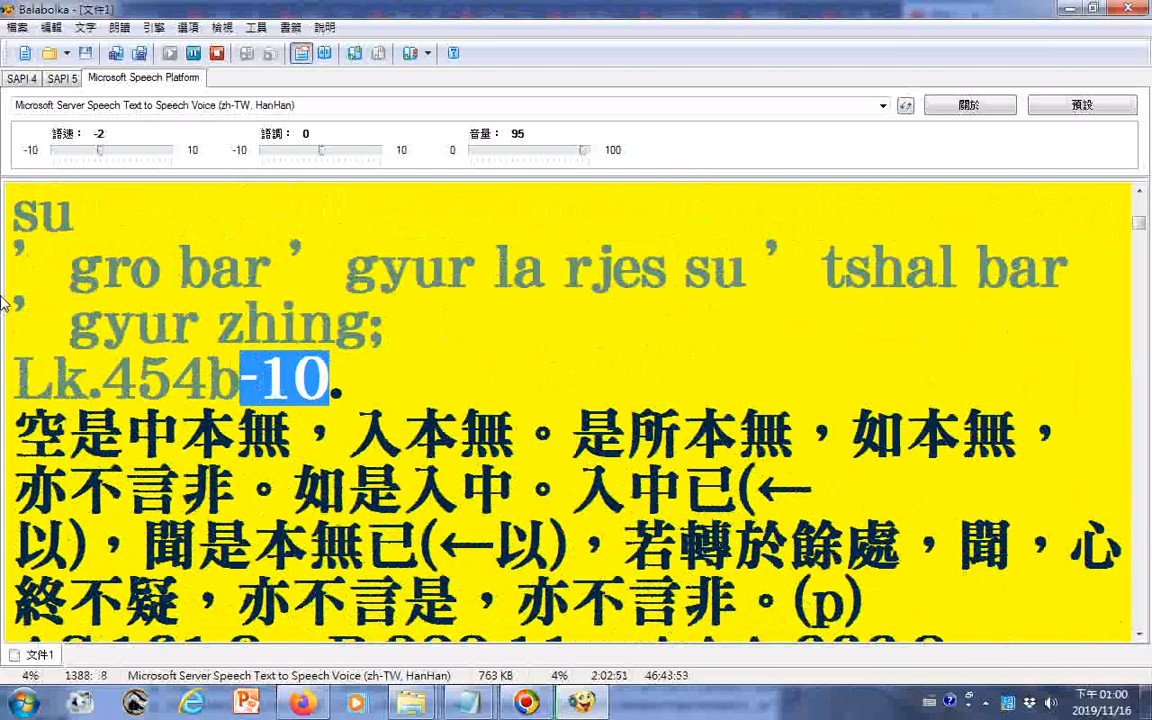 Balabolka - [文件1]
檔案 編輯 文字 朗讀 引擎 選項 檢視 工具 書籤 說明
SAPI 4 SAPI 5 Microsoft Speech Platform
Microsoft Server Speech Text to Speech Voice (zh-TW, HanHan) 關於 預設
語速： -2 語調： 0 音量： 95
-10 10 -10 10 0 100
su
’ gro bar ’ gyur la rjes su ’ tshal bar
’ gyur zhing;
Lk.454b-10.
空是中本無，入本無。是所本無，如本無，
亦不言非。如是入中。入中已(←
以)，聞是本無已(←以)，若轉於餘處，聞，心
終不疑，亦不言是，亦不言非。(p)
文件1
4% 1388: 8 Microsoft Server Speech Text to Speech Voice (zh-TW, HanHan) 763 KB 4% 2:02:51 46:43:53
下午 01:00
2019/11/16